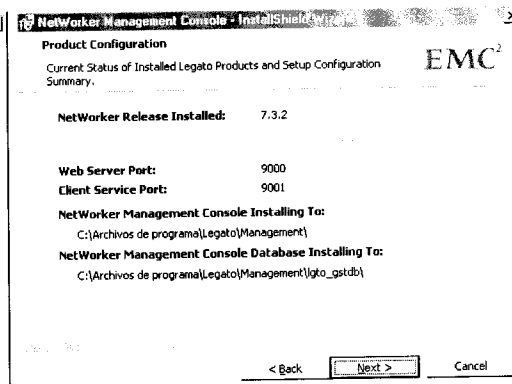 NetWorker Management Console - InstallShield Wizard
Product Configuration
Current Status of Installed Legato Products and Setup Configuration
Summary.
EMC²
NetWorker Release Installed: 7.3.2
Web Server Port: 9000
Client Service Port: 9001
NetWorker Management Console Installing To:
C:\Archivos de programa\Legato\Management\
NetWorker Management Console Database Installing To:
C:\Archivos de programa\Legato\Management\lgto_gstdb\
< Back Next > Cancel